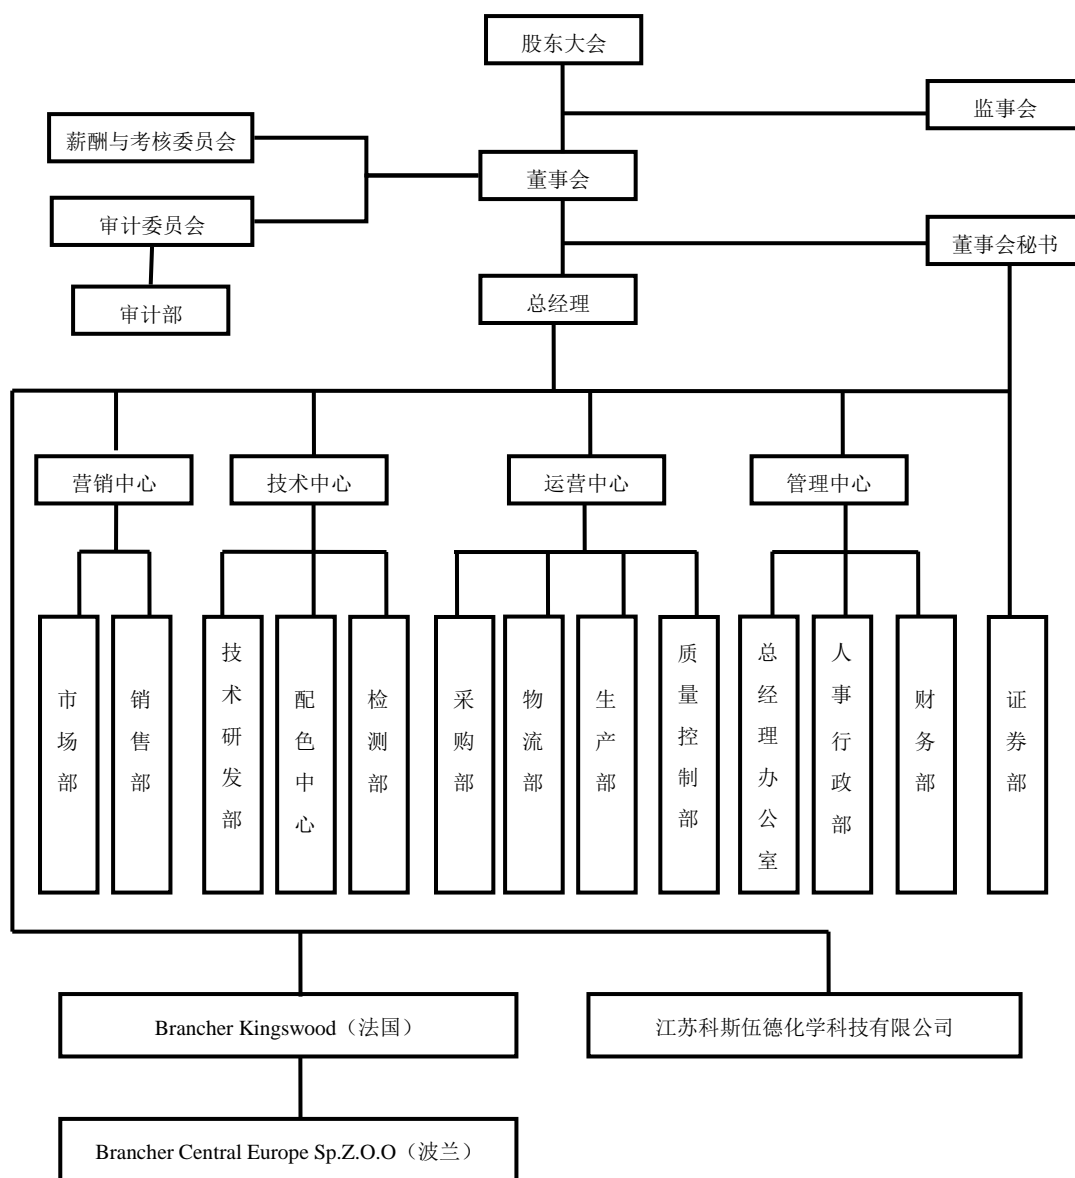 股东大会
监事会
薪酬与考核委员会
董事会
审计委员会
董事会秘书
总经理
审计部
营销中心
技术中心
运营中心
管理中心
市场部
销售部
技术研发部
配色中心
检测部
采购部
物流部
生产部
质量控制部
总经理办公室
人事行政部
财务部
证券部
Brancher Kingswood（法国）
江苏科斯伍德化学科技有限公司
Brancher Central Europe Sp.Z.O.O（波兰）